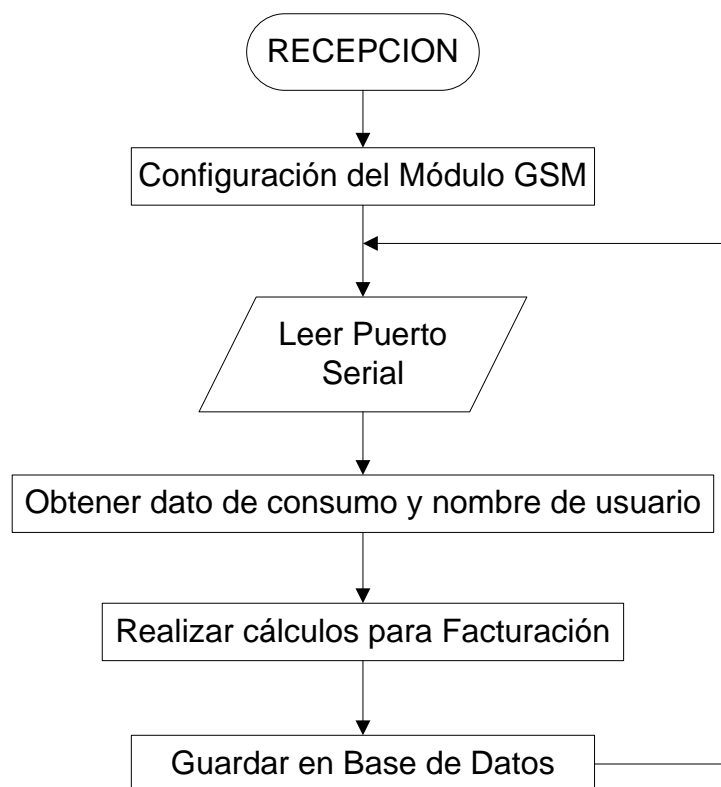 RECEPCION
Configuración del Módulo GSM
Leer Puerto
Serial
Obtener dato de consumo y nombre de usuario
Realizar cálculos para Facturación
Guardar en Base de Datos